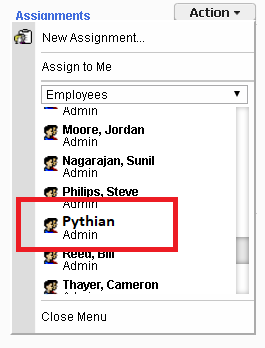 Assignments
Action
New Assignment...
Assign to Me
Employees
Admin
Moore, Jordan
Admin
Nagarajan, Sunil
Admin
Philips, Steve
Admin
Pythian
Admin
Reed, Bill
Admin
Thayer, Cameron
Admin
Close Menu